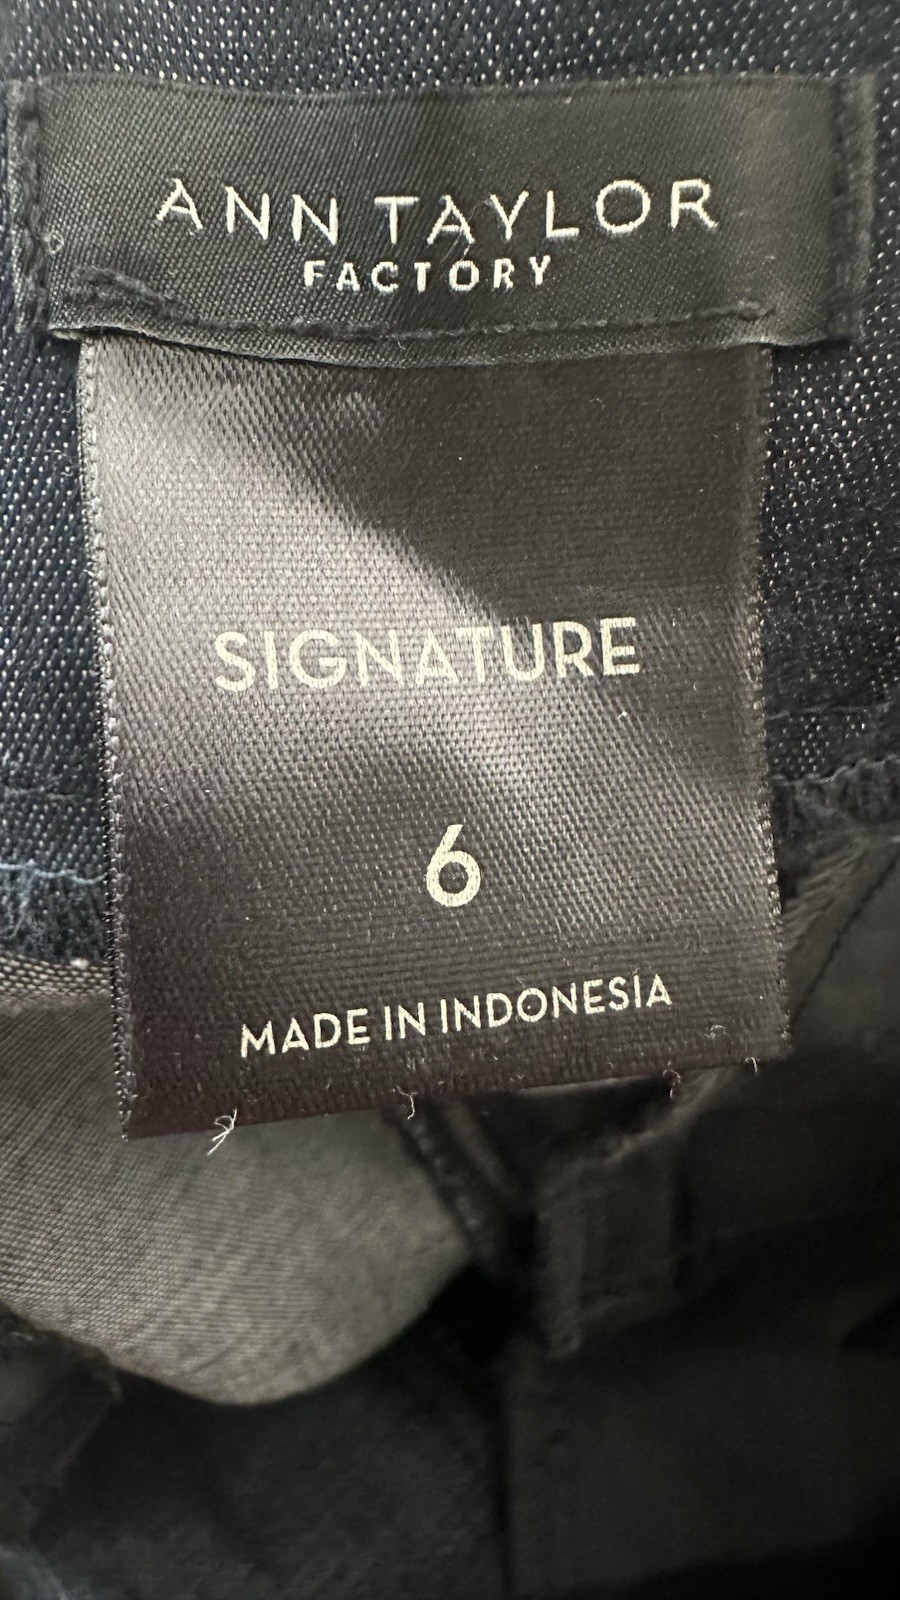 ANN TAYLOR
FACTORY
SIGNATURE
6
MADE IN INDONESIA